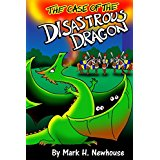 THE CASE OF THE
DISASTROUS
DRAGON
By Mark H. Newhouse